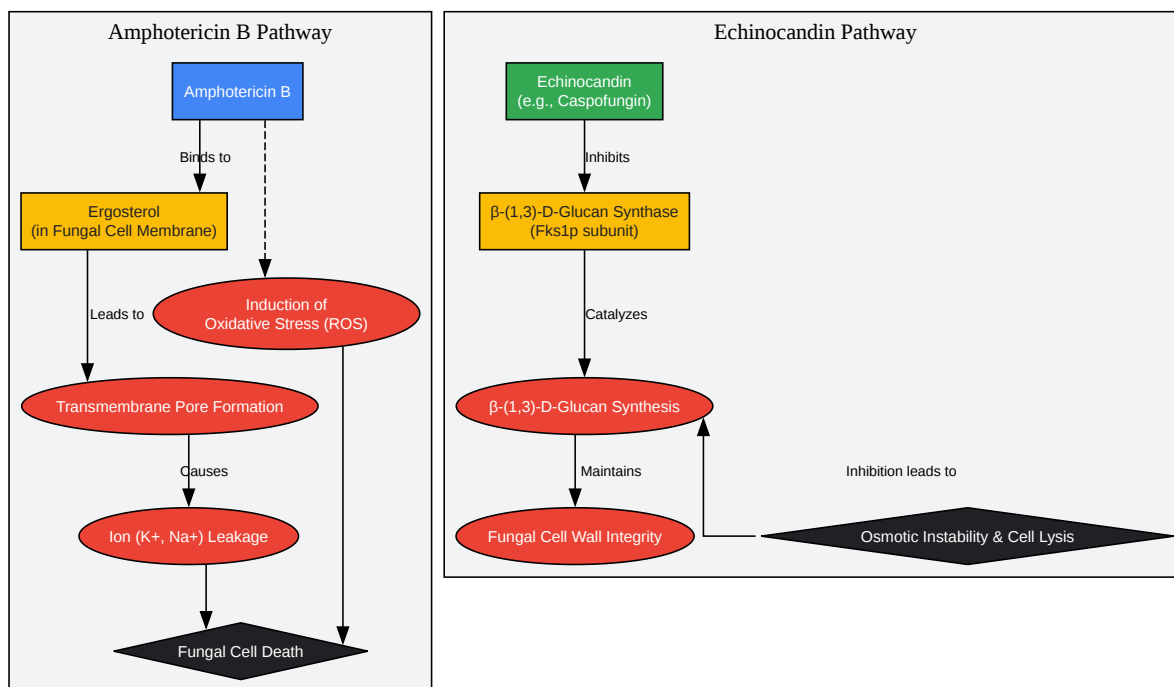 Amphotericin B Pathway
Amphotericin B
Binds to
Ergosterol
(in Fungal Cell Membrane)
Leads to
Induction of
Oxidative Stress (ROS)
Transmembrane Pore Formation
Causes
Ion (K+, Na+) Leakage
Fungal Cell Death
Echinocandin Pathway
Echinocandin
(e.g., Caspofungin)
Inhibits
β-(1,3)-D-Glucan Synthase
(Fks1p subunit)
Catalyzes
β-(1,3)-D-Glucan Synthesis
Maintains
Inhibition leads to
Fungal Cell Wall Integrity
Osmotic Instability & Cell Lysis